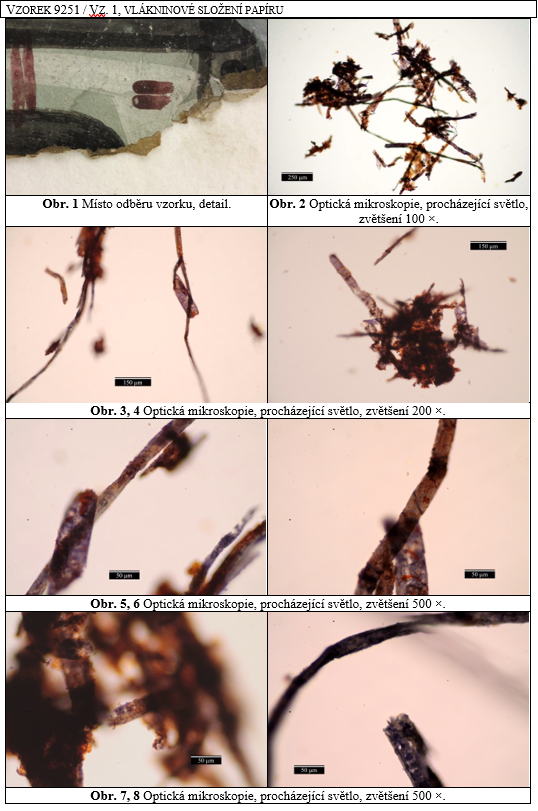 VZOREK 9251 / VZ. 1, VLÁKNINOVÉ SLOŽENÍ PAPÍRU
250 µm
Obr. 1 Místo odběru vzorku, detail.
Obr. 2 Optická mikroskopie, procházející světlo,
zvětšení 100 ×.
150 µm
150 µm
Obr. 3, 4 Optická mikroskopie, procházející světlo, zvětšení 200 ×.
50 µm
50 µm
Obr. 5, 6 Optická mikroskopie, procházející světlo, zvětšení 500 ×.
50 µm
50 µm
Obr. 7, 8 Optická mikroskopie, procházející světlo, zvětšení 500 ×.